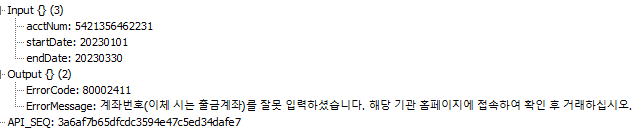 Input {} (3)
acctNum: 5421356462231
startDate: 20230101
endDate: 20230330
Output {} (2)
ErrorCode: 80002411
ErrorMessage: 계좌번호(이체 시는 출금계좌)를 잘못 입력하셨습니다. 해당 기관 홈페이지에 접속하여 확인 후 거래하십시오.
API_SEQ: 3a6af7b65dfcdc3594e47c5ed34dafe7